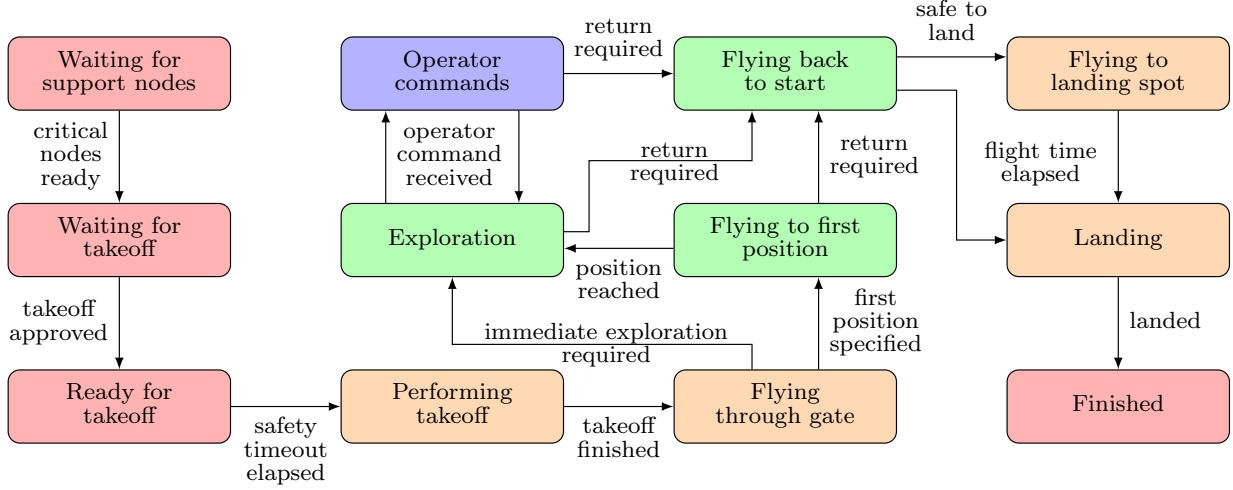 Waiting for
support nodes
critical
nodes
ready
Waiting for
takeoff
takeoff
approved
Ready for
takeoff
safety
timeout
elapsed
Operator
commands
return
required
operator
command
received
Exploration
return
required
position
reached
immediate exploration
required
Performing
takeoff
takeoff
finished
Flying back
to start
return
required
Flying to first
position
first
position
specified
Flying
through gate
safe to
land
Flying to
landing spot
flight time
elapsed
Landing
landed
Finished